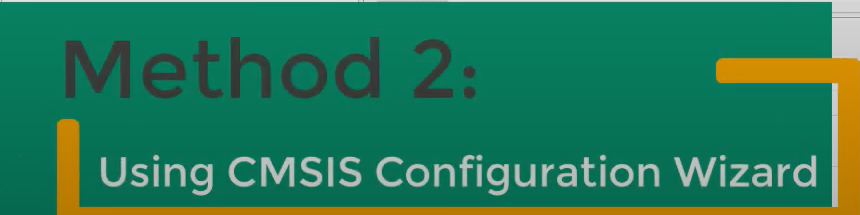 Method 2:
Using CMSIS Configuration Wizard